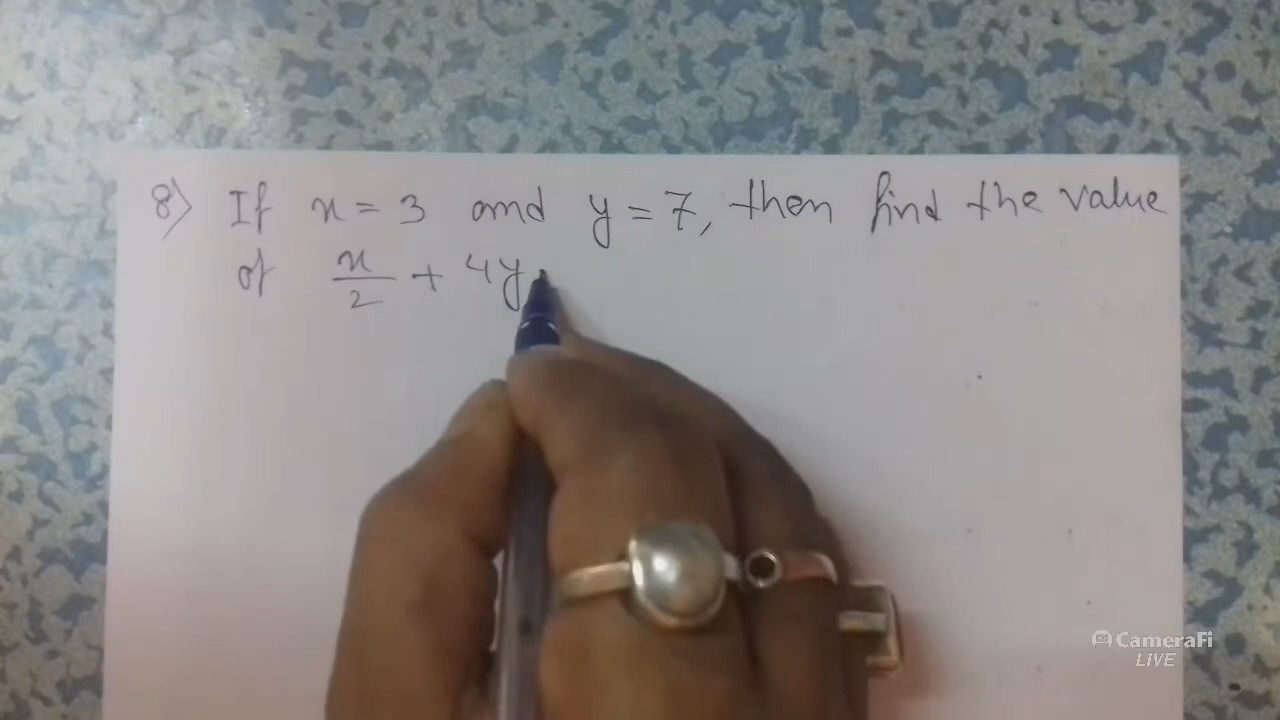 8) If x = 3 and y = 7, then find the value
of x/2 + 4y
CameraFi
LIVE